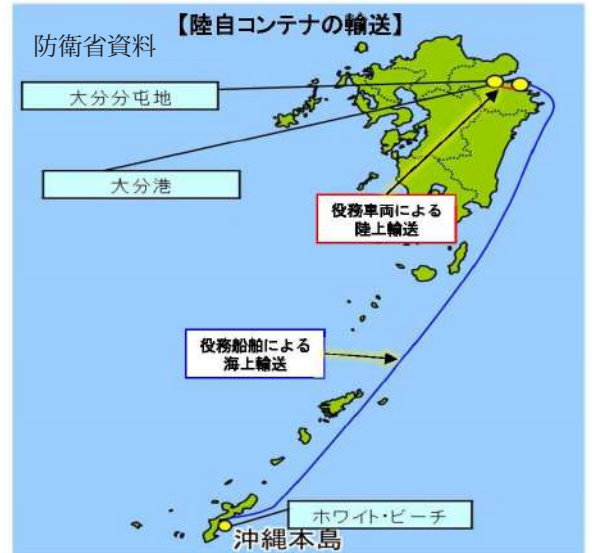 【陸自コンテナの輸送】
防衛省資料
大分分屯地
大分港
役務車両による
陸上輸送
役務船舶による
海上輸送
ホワイト・ビーチ
沖縄本島